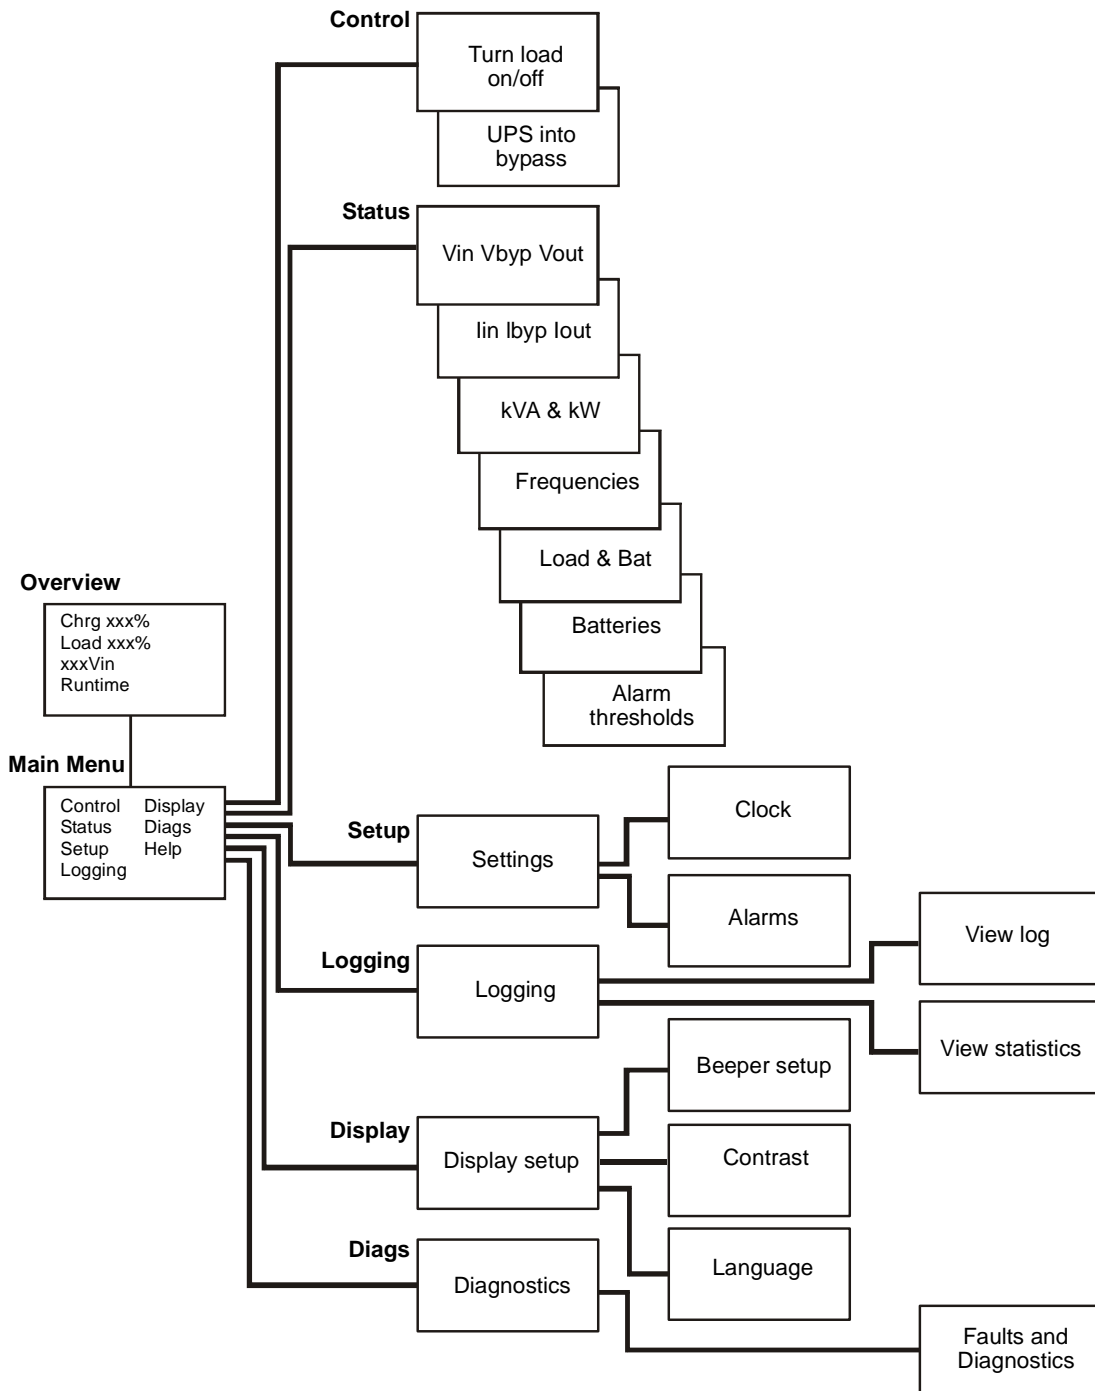 Control
Turn load
on/off
UPS into
bypass
Status
Vin Vbyp Vout
Iin Ibyp Iout
kVA & kW
Frequencies
Load & Bat
Batteries
Alarm
thresholds
Overview
Chrg xxx%
Load xxx%
xxxVin
Runtime
Main Menu
Control Display
Status Diags
Setup Help
Logging
Setup
Settings
Clock
Alarms
Logging
Logging
View log
View statistics
Display
Display setup
Beeper setup
Contrast
Language
Diags
Diagnostics
Faults and
Diagnostics